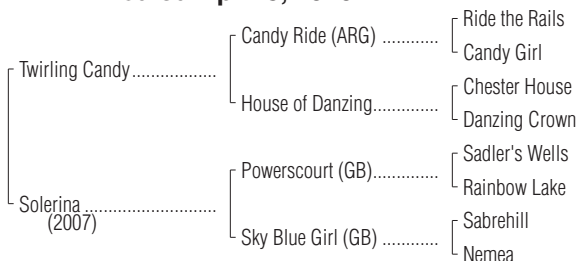 Ride the Rails
Candy Ride (ARG) ............
Candy Girl
Twirling Candy..................
Chester House
House of Danzing..............
Danzing Crown
Sadler's Wells
Powerscourt (GB)..............
Rainbow Lake
Solerina ............................
(2007)
Sabrehill
Sky Blue Girl (GB) ............
Nemea